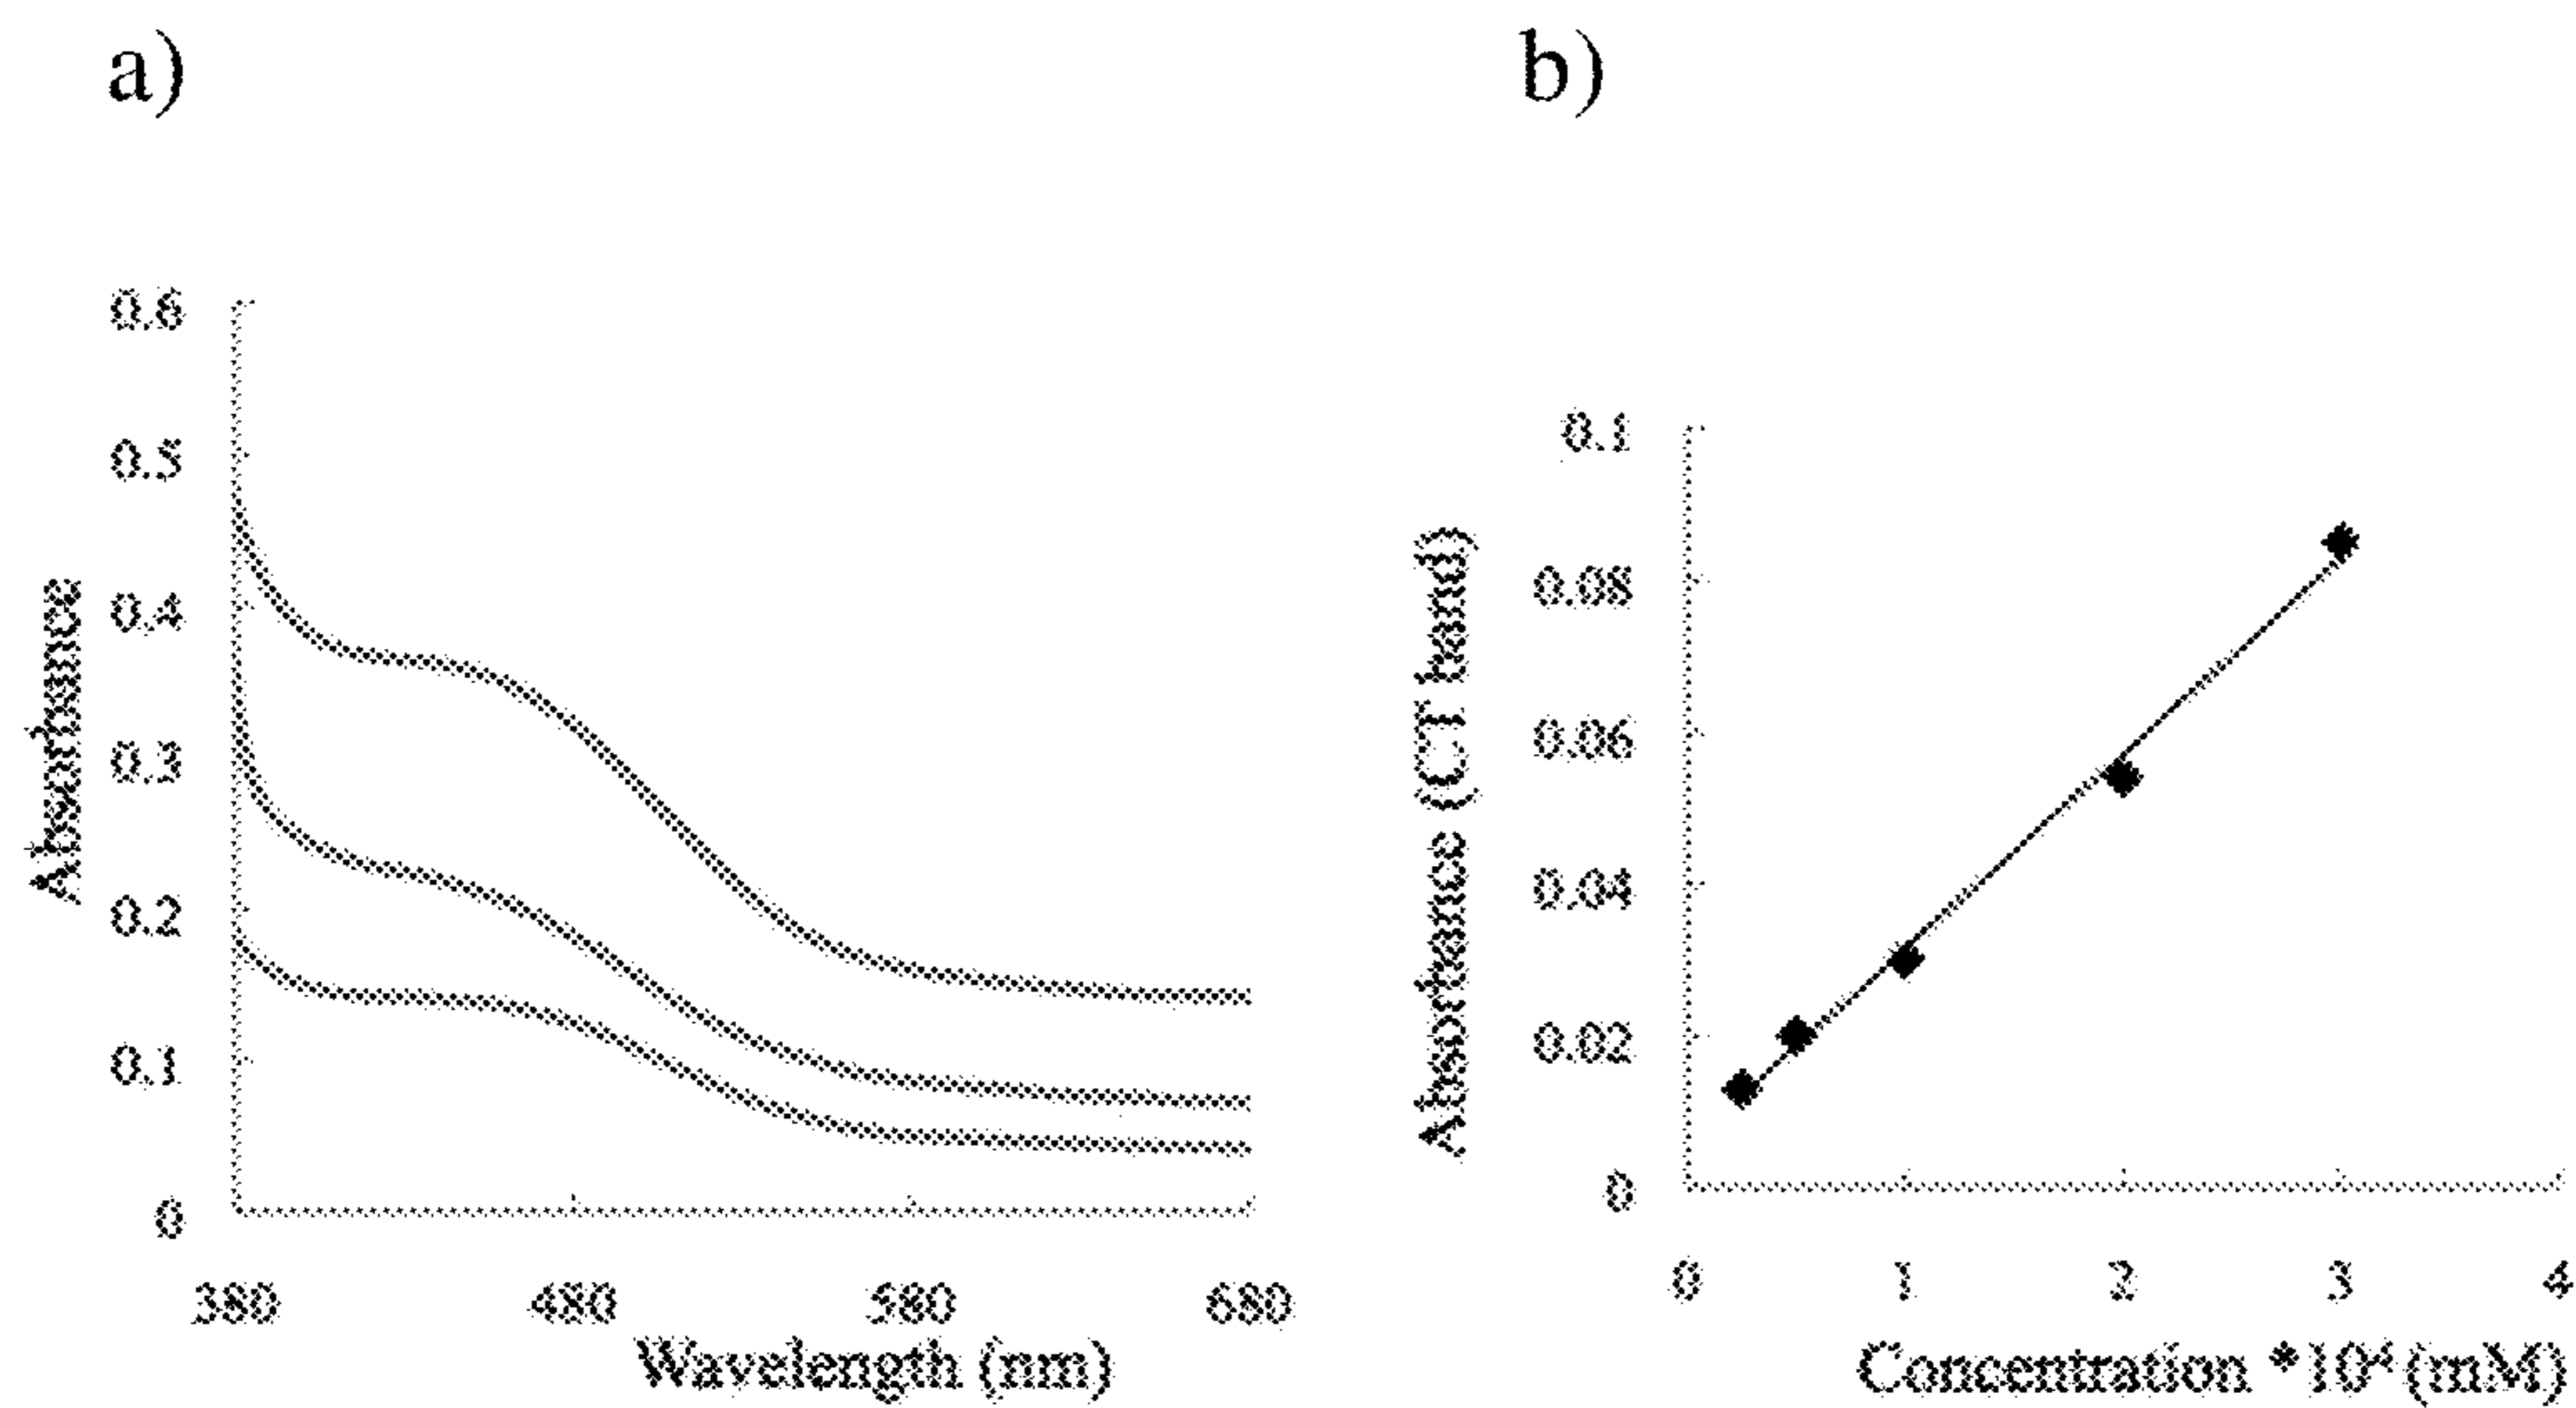 a)
0.6
0.5
0.4
0.3
0.2
0.1
0
380 480 580 680
Wavelength (nm)
Absorbance
b)
0.1
0.08
0.06
0.04
0.02
0
0 1 2 3 4
Concentration (mM)
Absorbance (CT band)